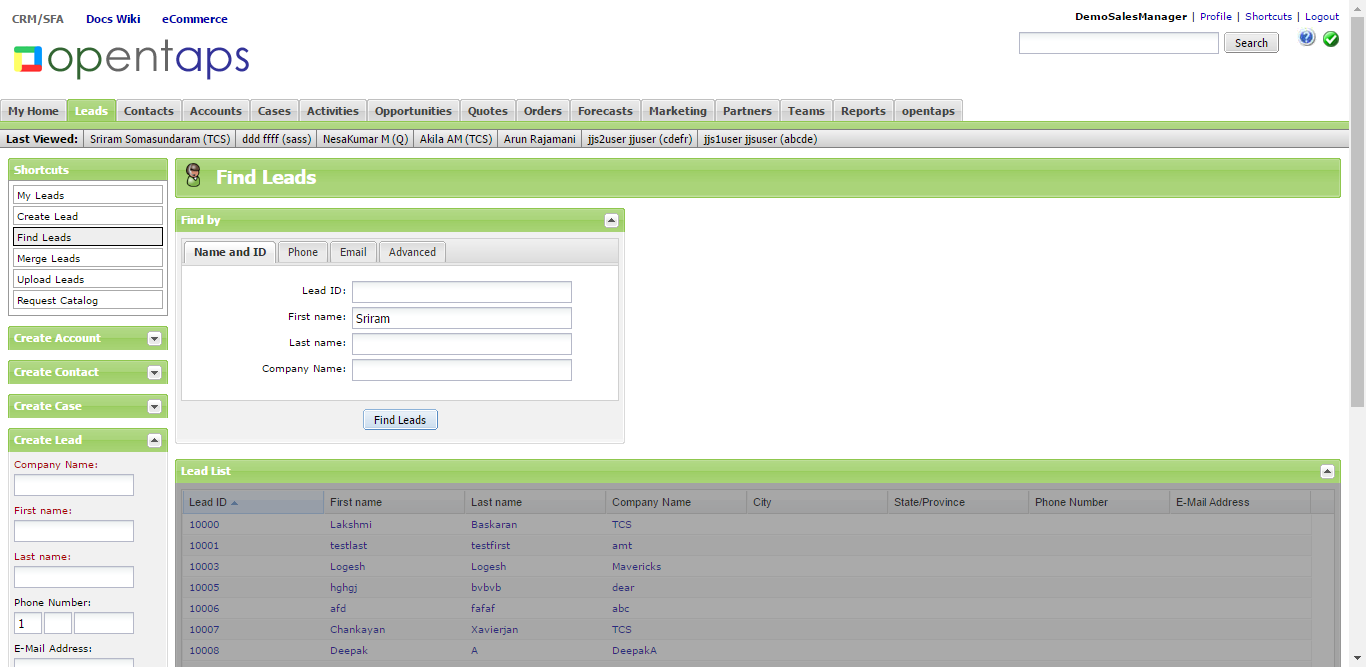 CRM/SFA Docs Wiki eCommerce
DemoSalesManager | Profile | Shortcuts | Logout
opentaps
Search
My Home Leads Contacts Accounts Cases Activities Opportunities Quotes Orders Forecasts Marketing Partners Teams Reports opentaps
Last Viewed: Sriram Somasundaram (TCS) ddd ffff (sass) NesaKumar M (Q) Akila AM (TCS) Arun Rajamani jjs2user jjuser (cdefr) jjs1user jjsuser (abcde)
Shortcuts
My Leads
Create Lead
Find Leads
Merge Leads
Upload Leads
Request Catalog
Create Account
Create Contact
Create Case
Create Lead
Company Name:
First name:
Last name:
Phone Number:
1
E-Mail Address:
Find Leads
Find by
Name and ID Phone Email Advanced
Lead ID:
First name: Sriram
Last name:
Company Name:
Find Leads
Lead List
Lead ID First name Last name Company Name City State/Province Phone Number E-Mail Address
10000 Lakshmi Baskaran TCS
10001 testlast testfirst amt
10003 Logesh Logesh Mavericks
10005 hghgj bvbvb dear
10006 afd fafaf abc
10007 Chankayan Xavierjan TCS
10008 Deepak A DeepakA